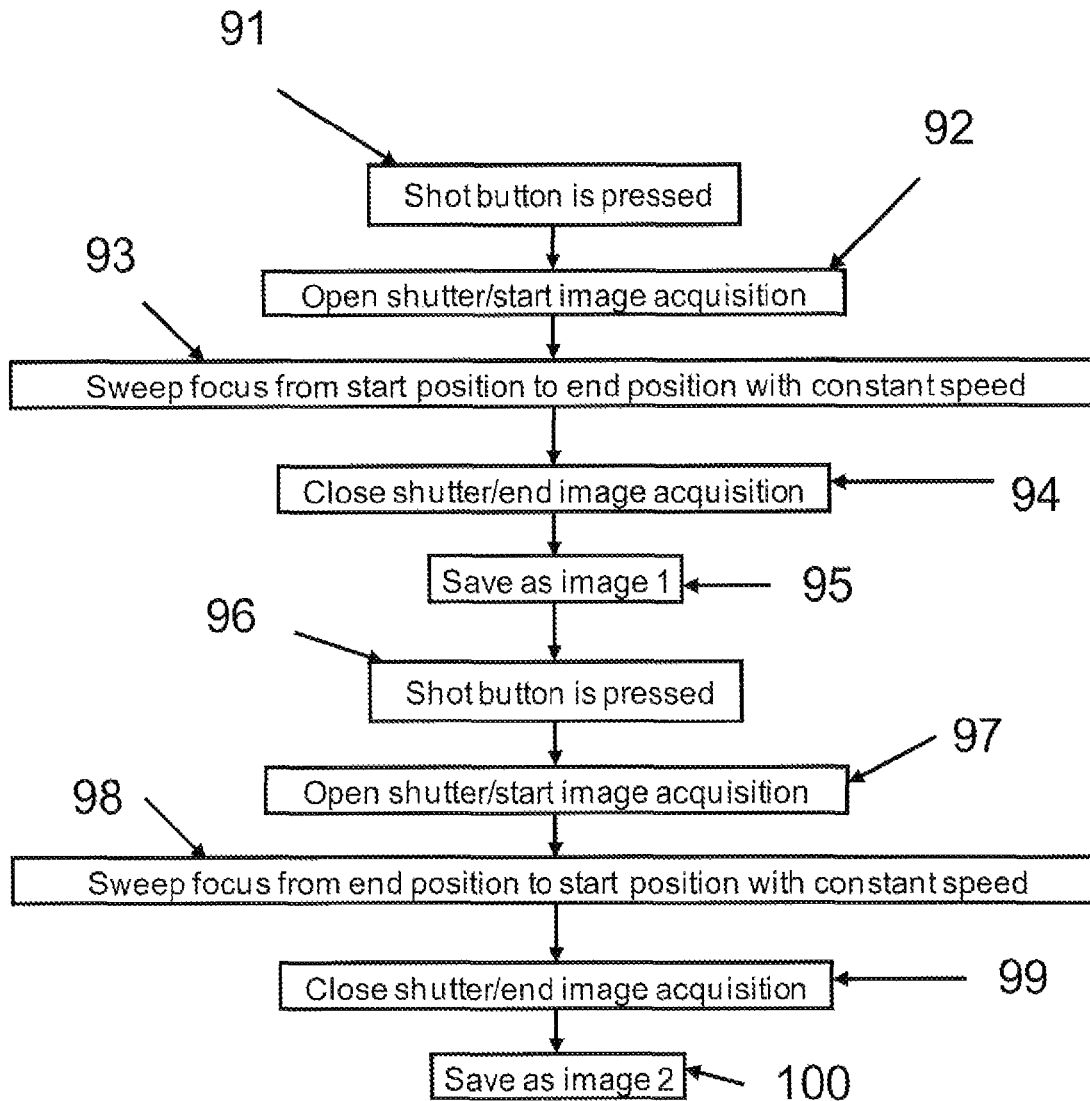 91
Shot button is pressed
92
93
Open shutter/start image acquisition
Sweep focus from start position to end position with constant speed
Close shutter/end image acquisition
94
Save as image 1
95
96
Shot button is pressed
97
Open shutter/start image acquisition
98
Sweep focus from end position to start position with constant speed
Close shutter/end image acquisition
99
Save as image 2
100